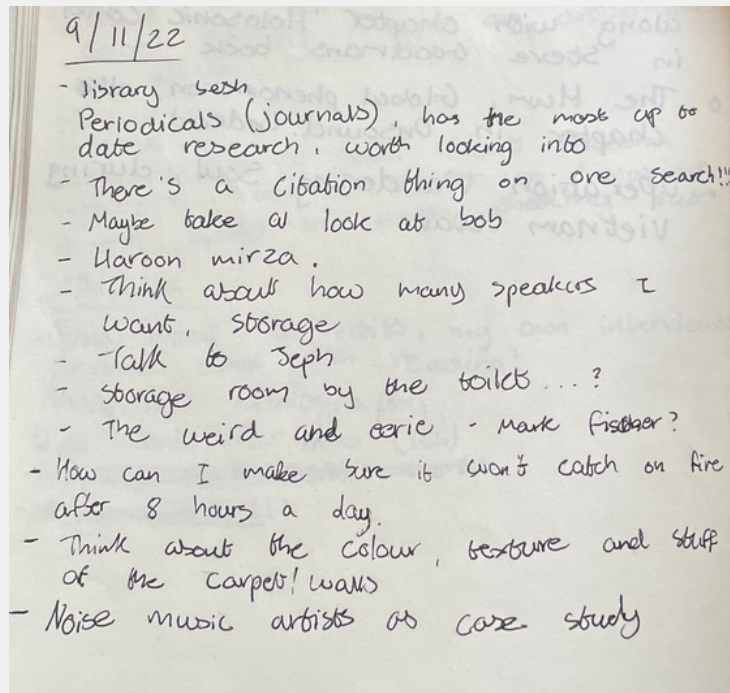 9/11/22
- library sesh
Periodicals (journals), has the most up to
date research, worth looking into
- There's a citation thing on one search!!
- Maybe take a look at bob
- Haroon mirza.
- Think about how many speakers I
want, storage
- Talk to Jeph
- storage room by the toilets...?
- The weird and eerie - Mark Fischer?
- How can I make sure it won't catch on fire
after 8 hours a day.
- Think about the colour, texture and stuff
of the carpet! walls
- Noise music artists as case study